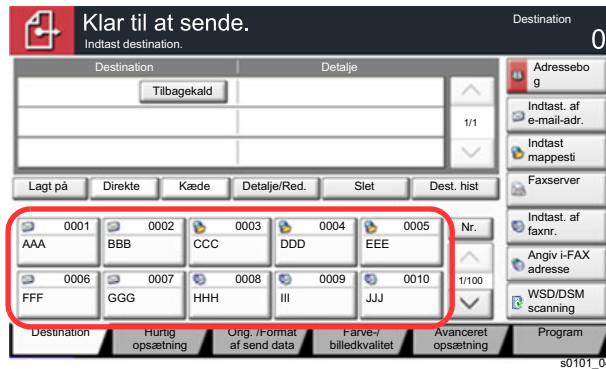 Klar til at sende.
Indtast destination.
Destination
0
Destination
Detalje
Tilbagekald
1/1
Lagt på
Direkte
Kæde
Detalje/Red.
Slet
Dest. hist
0001
AAA
0002
BBB
0003
CCC
0004
DDD
0005
EEE
Nr.
0006
FFF
0007
GGG
0008
HHH
0009
III
0010
JJJ
1/100
Adressebo
g
Indtast. af
e-mail-adr.
Indtast
mappesti
Faxserver
Indtast. af
faxnr.
Angiv i-FAX
adresse
WSD/DSM
scanning
Destination
Hurtig
opsætning
Orig. /Format
af send data
Farve-/
billedkvalitet
Avanceret
opsætning
Program
s0101_0